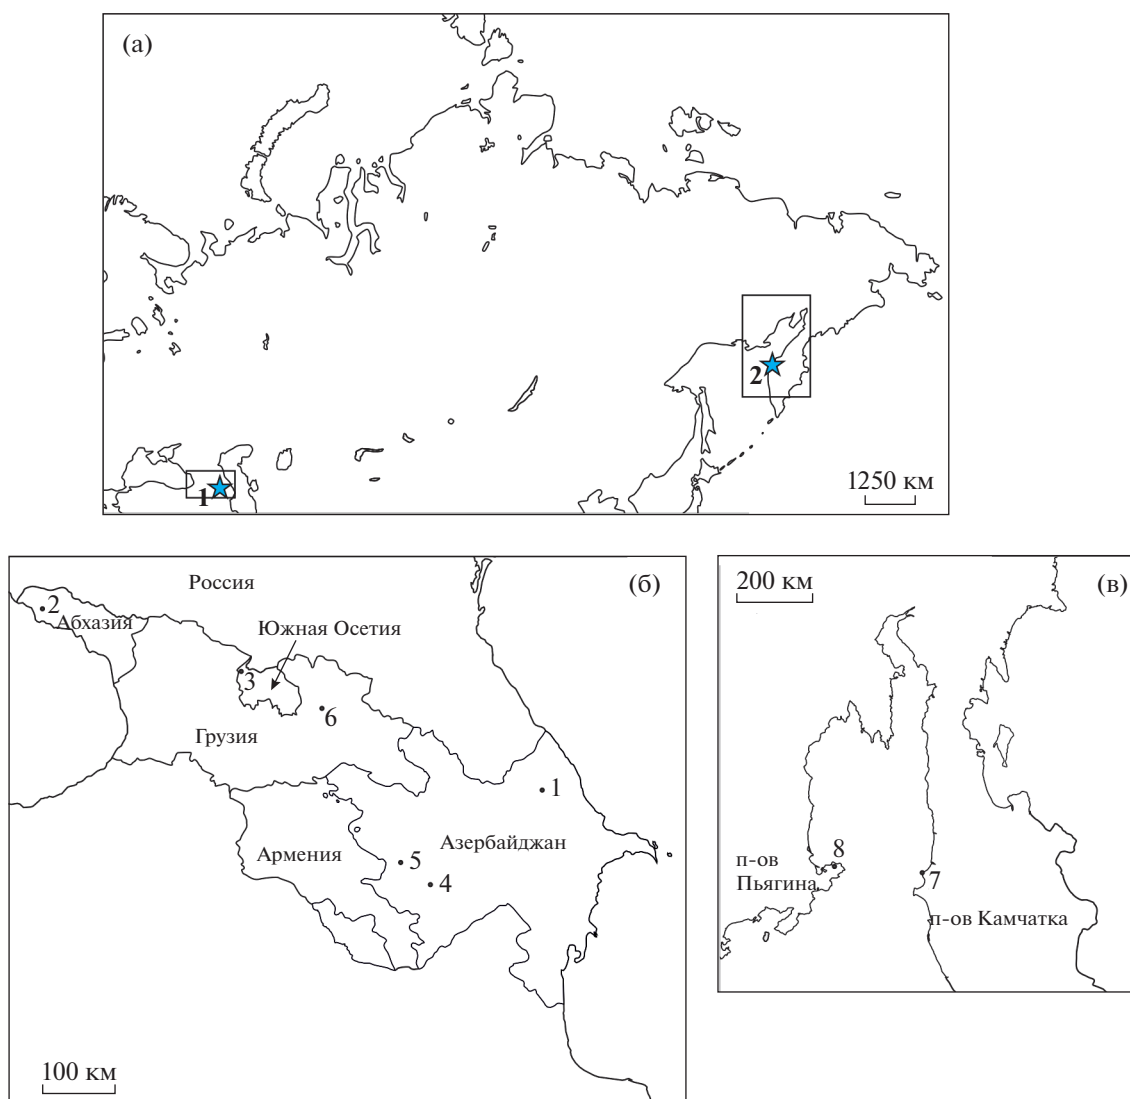 (а)
2
1
1250 км
Россия
(б)
2
Абхазия
Южная Осетия
3
6
Грузия
1
Азербайджан
Армения
5
4
100 км
200 км
(в)
8
п-ов
Пьягина
7
п-ов Камчатка